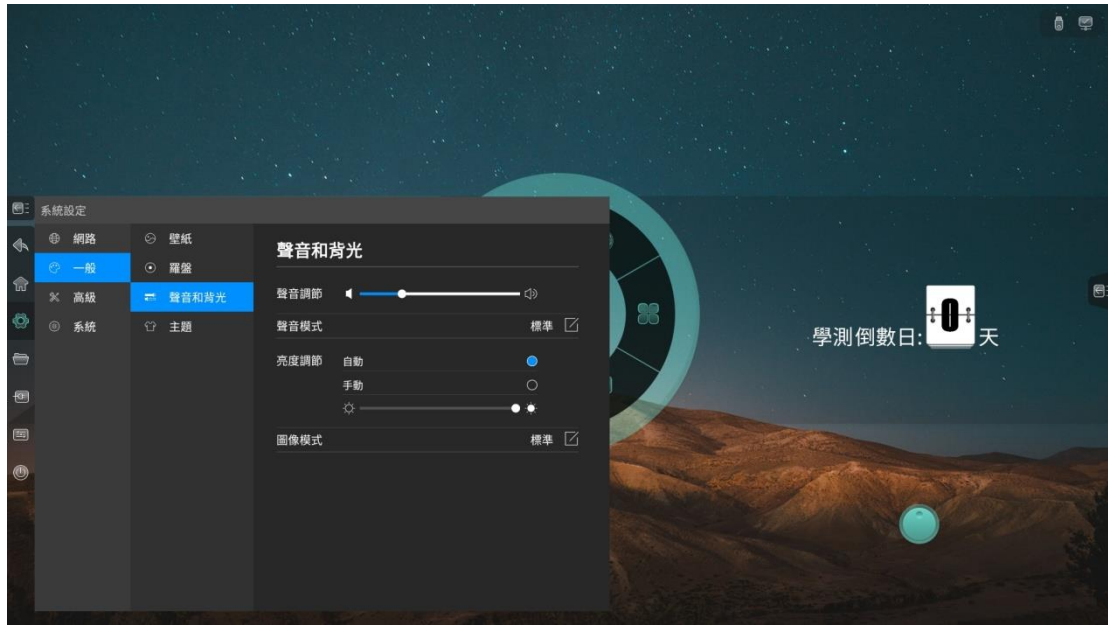 系統設定
網路
一般
高級
系統
壁紙
羅盤
聲音和背光
主題
聲音和背光
聲音調節
聲音模式 標準
亮度調節 自動
手動
圖像模式 標準
學測倒數日: 0 天